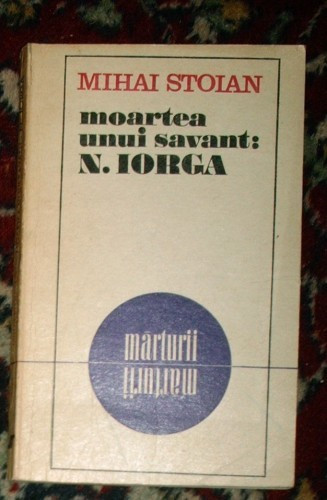 MIHAI STOIAN
moartea
unui savant:
N. IORGA
mărturii
mărturii